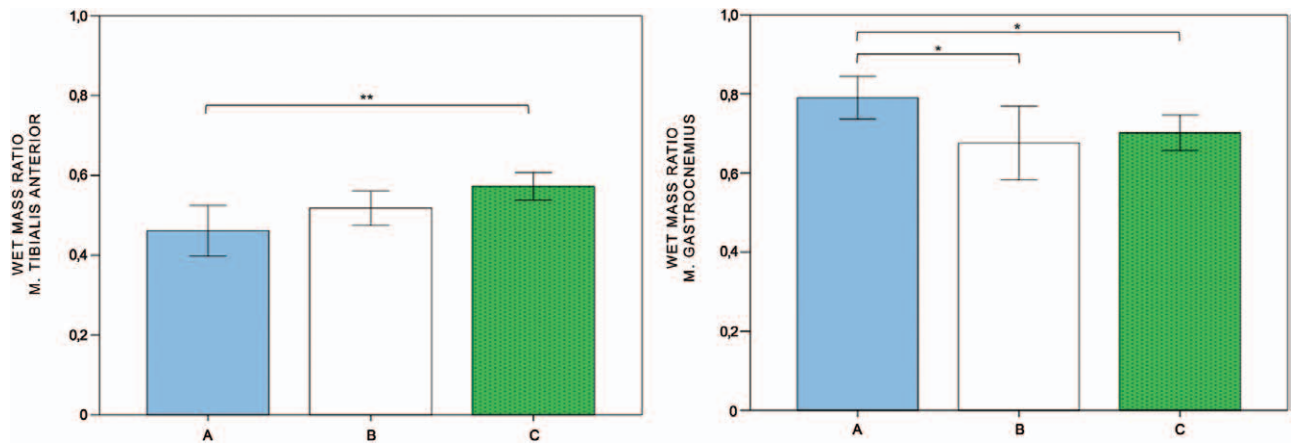 WET MASS RATIO
M. TIBIALIS ANTERIOR
1,0
0,8
0,6
0,4
0,2
0
**
A B C
WET MASS RATIO
M. GASTROCNEMIUS
1,0
0,8
0,6
0,4
0,2
0
*
*
A B C